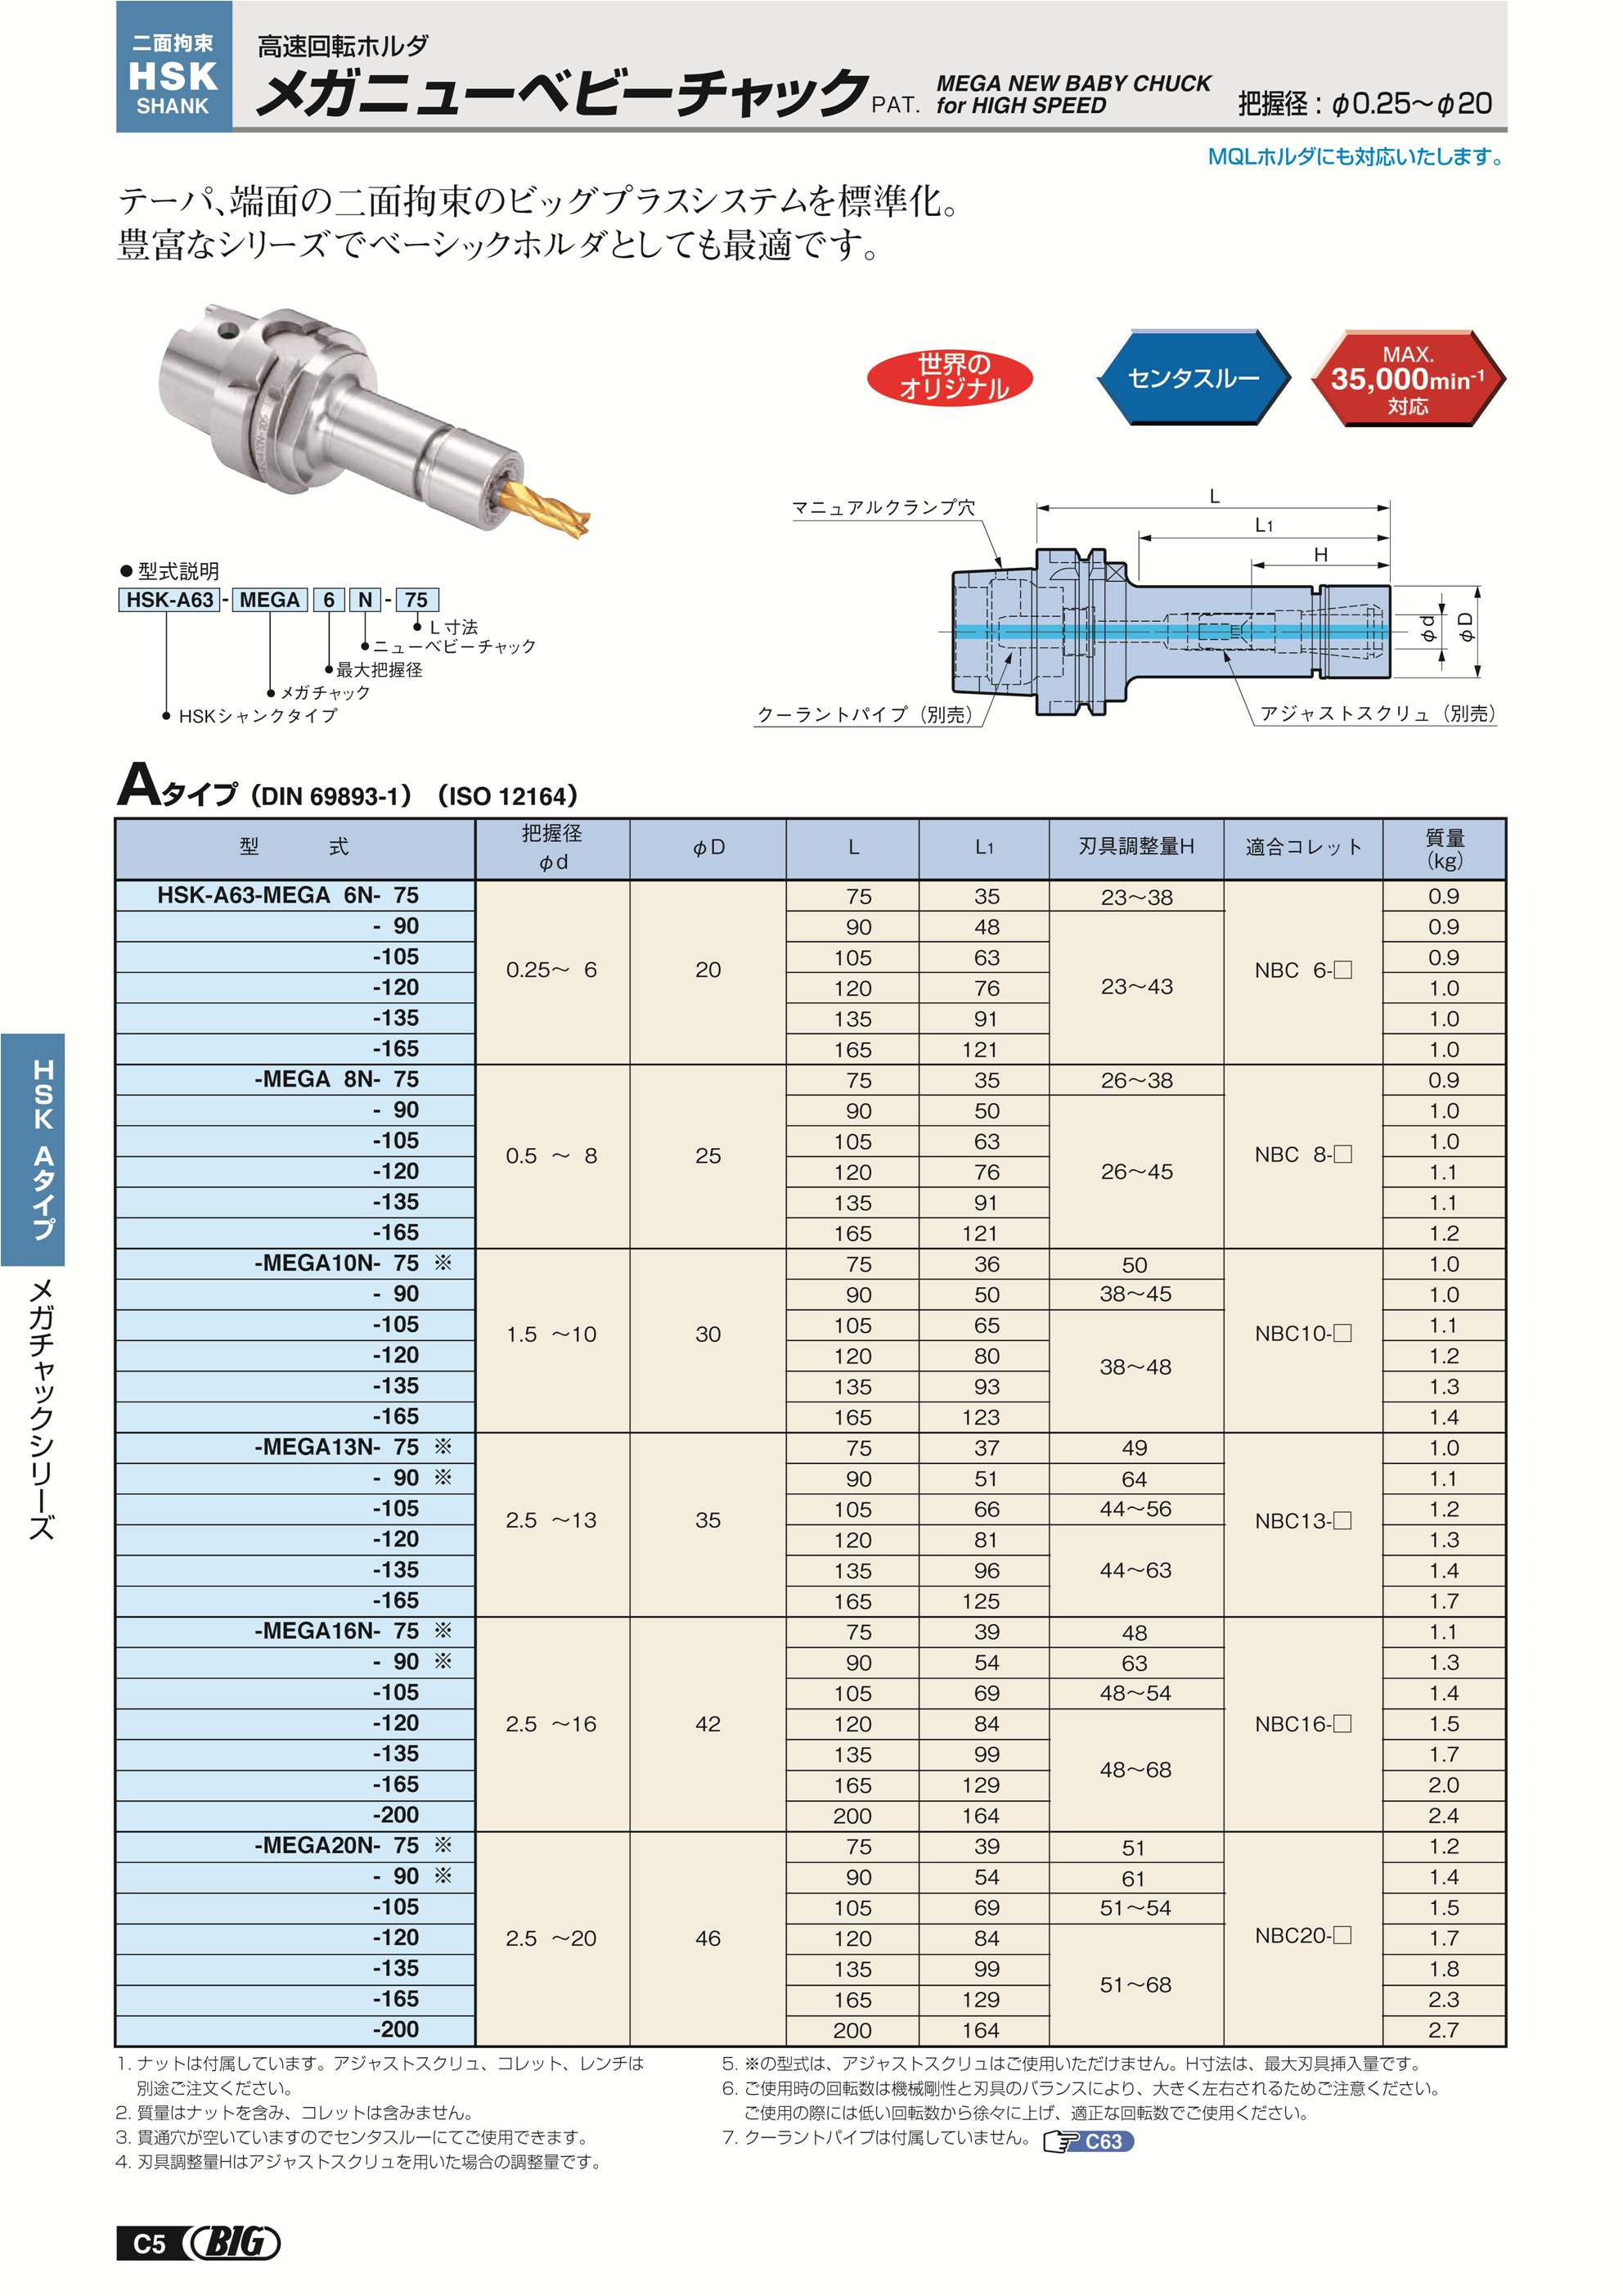 二面拘束
HSK
SHANK
高速回転ホルダ
メガニューベビーチャック PAT. MEGA NEW BABY CHUCK
for HIGH SPEED
把握径：φ0.25～φ20
MQLホルダにも対応いたします。
テーパ、端面の二面拘束のビッグプラスシステムを標準化。
豊富なシリーズでベーシックホルダとしても最適です。
世界の
オリジナル
センタスルー
MAX.
35,000min-1
対応
●型式説明
HSK-A63 - MEGA 6 N - 75
L寸法
ニューベビーチャック
最大把握径
メガチャック
HSKシャンクタイプ
マニュアルクランプ穴
L
L1
H
φd
φD
クーラントパイプ（別売）
アジャストスクリュ（別売）
Aタイプ（DIN 69893-1）（ISO 12164）
型 式 把握径 φd φD L L1 刃具調整量H 適合コレット 質量 (kg)
HSK-A63-MEGA 6N- 75 0.25～ 6 20 75 35 23～38 NBC 6-□ 0.9
- 90 90 48 23～43 0.9
-105 105 63 0.9
-120 120 76 1.0
-135 135 91 1.0
-165 165 121 1.0
-MEGA 8N- 75 0.5 ～ 8 25 75 35 26～38 NBC 8-□ 0.9
- 90 90 50 26～45 1.0
-105 105 63 1.0
-120 120 76 1.1
-135 135 91 1.1
-165 165 121 1.2
-MEGA10N- 75 ※ 1.5 ～10 30 75 36 50 NBC10-□ 1.0
- 90 90 50 38～45 1.0
-105 105 65 38～48 1.1
-120 120 80 1.2
-135 135 93 1.3
-165 165 123 1.4
-MEGA13N- 75 ※ 2.5 ～13 35 75 37 49 NBC13-□ 1.0
- 90 ※ 90 51 64 1.1
-105 105 66 44～56 1.2
-120 120 81 44～63 1.3
-135 135 96 1.4
-165 165 125 1.7
-MEGA16N- 75 ※ 2.5 ～16 42 75 39 48 NBC16-□ 1.1
- 90 ※ 90 54 63 1.3
-105 105 69 48～54 1.4
-120 120 84 48～68 1.5
-135 135 99 1.7
-165 165 129 2.0
-200 200 164 2.4
-MEGA20N- 75 ※ 2.5 ～20 46 75 39 51 NBC20-□ 1.2
- 90 ※ 90 54 61 1.4
-105 105 69 51～54 1.5
-120 120 84 51～68 1.7
-135 135 99 1.8
-165 165 129 2.3
-200 200 164 2.7
1. ナットは付属しています。アジャストスクリュ、コレット、レンチは
別途ご注文ください。
2. 質量はナットを含み、コレットは含みません。
3. 貫通穴が空いていますのでセンタスルーにてご使用できます。
4. 刃具調整量Hはアジャストスクリュを用いた場合の調整量です。
5. ※の型式は、アジャストスクリュはご使用いただけません。H寸法は、最大刃具挿入量です。
6. ご使用時の回転数は機械剛性と刃具のバランスにより、大きく左右されるためご注意ください。
ご使用の際には低い回転数から徐々に上げ、適正な回転数でご使用ください。
7. クーラントパイプは付属していません。 C63
HSK Aタイプ
メガチャックシリーズ
C5 BIG